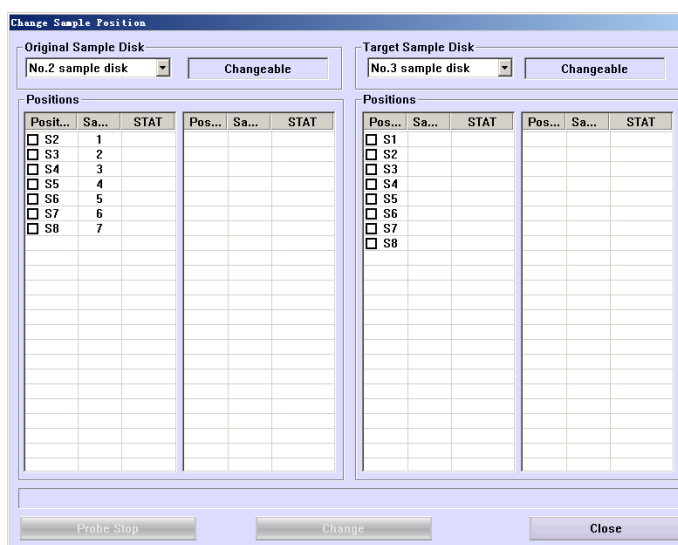 Change Sample Position
Original Sample Disk
No.2 sample disk
Changeable
Target Sample Disk
No.3 sample disk
Changeable
Positions
Posit... Sa... STAT Pos... Sa... STAT
S2 1
S3 2
S4 3
S5 4
S6 5
S7 6
S8 7
Positions
Pos... Sa... STAT Pos... Sa... STAT
S1
S2
S3
S4
S5
S6
S7
S8
Probe Stop Change Close